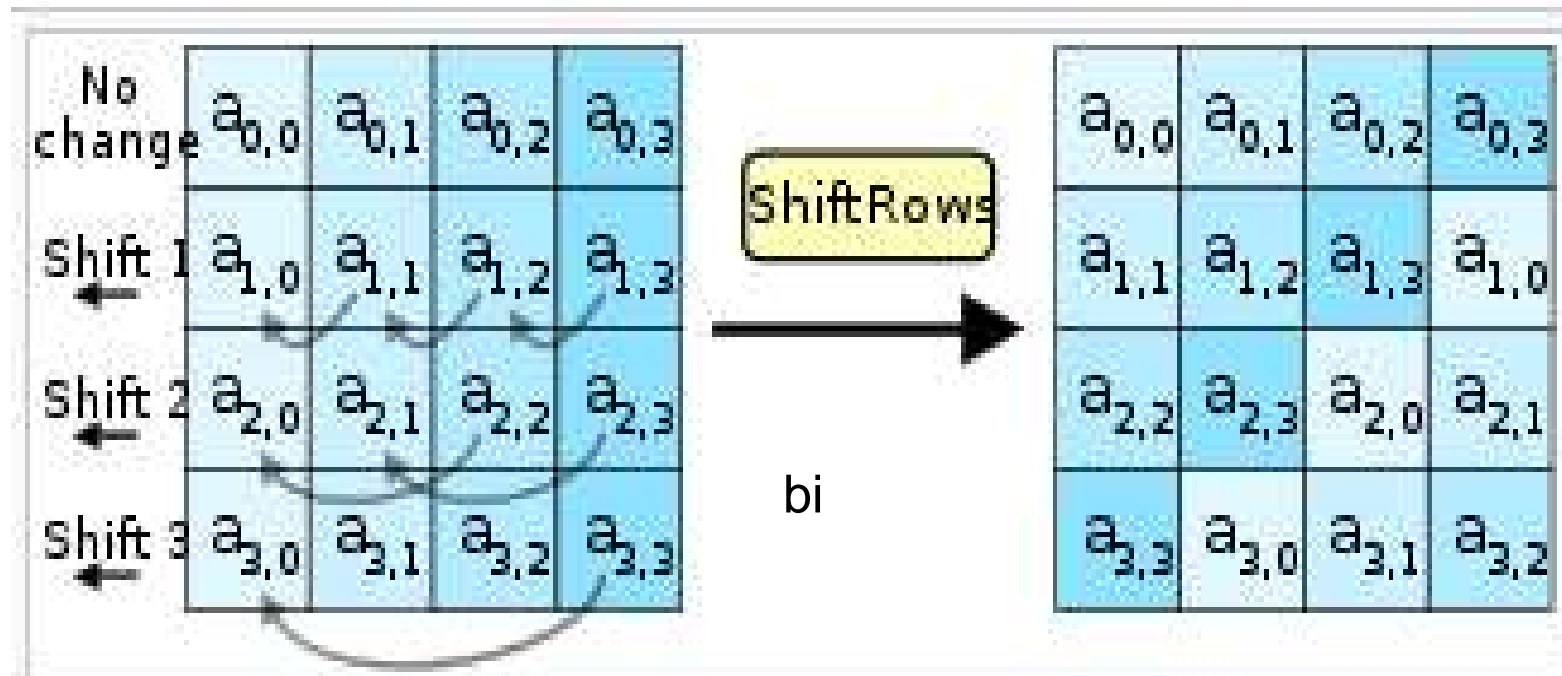 No
change
a0,0 a0,1 a0,2 a0,3
a0,0 a0,1 a0,2 a0,3
ShiftRows
Shift 1
a1,0 a1,1 a1,2 a1,3
a1,1 a1,2 a1,3 a1,0
Shift 2
a2,0 a2,1 a2,2 a2,3
a2,2 a2,3 a2,0 a2,1
bi
Shift 3
a3,0 a3,1 a3,2 a3,3
a3,3 a3,0 a3,1 a3,2